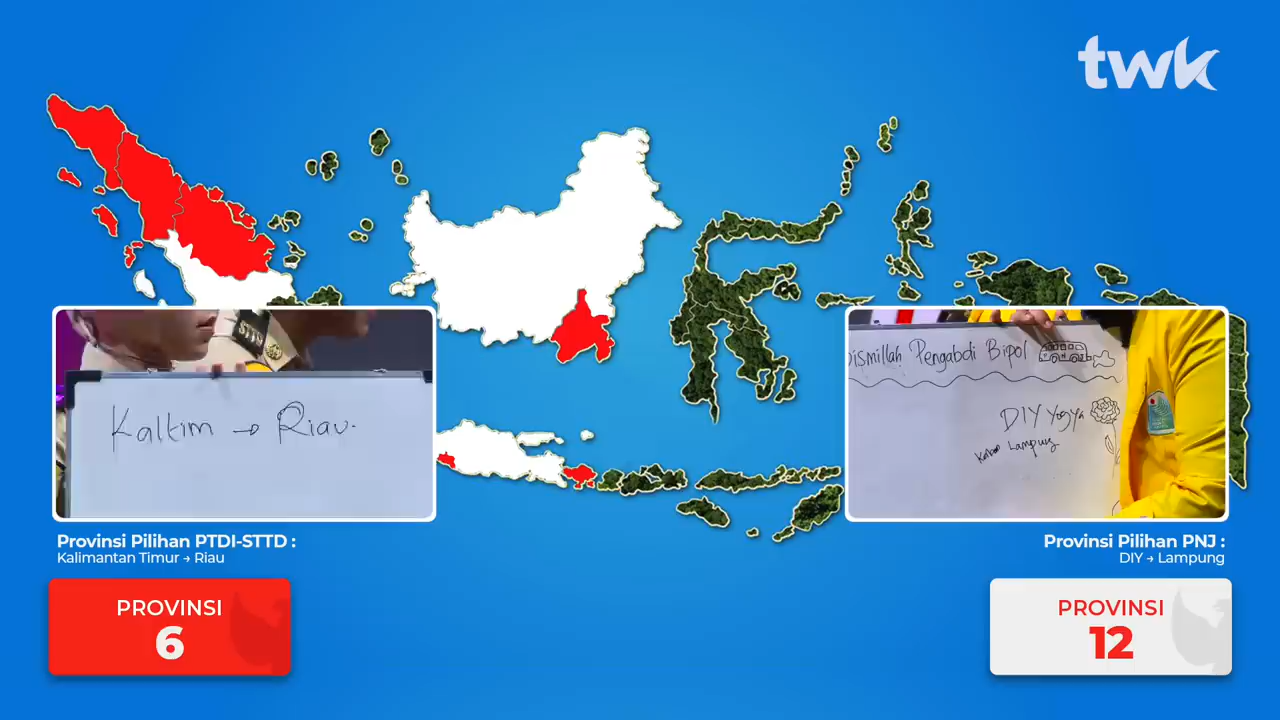 twk
STTD
Kaltim → Riau.
Bismillah Pengabdi Bipol
DIY Yogya
Lampung
Provinsi Pilihan PTDI-STTD :
Kalimantan Timur → Riau
Provinsi Pilihan PNJ :
DIY → Lampung
PROVINSI
6
PROVINSI
12